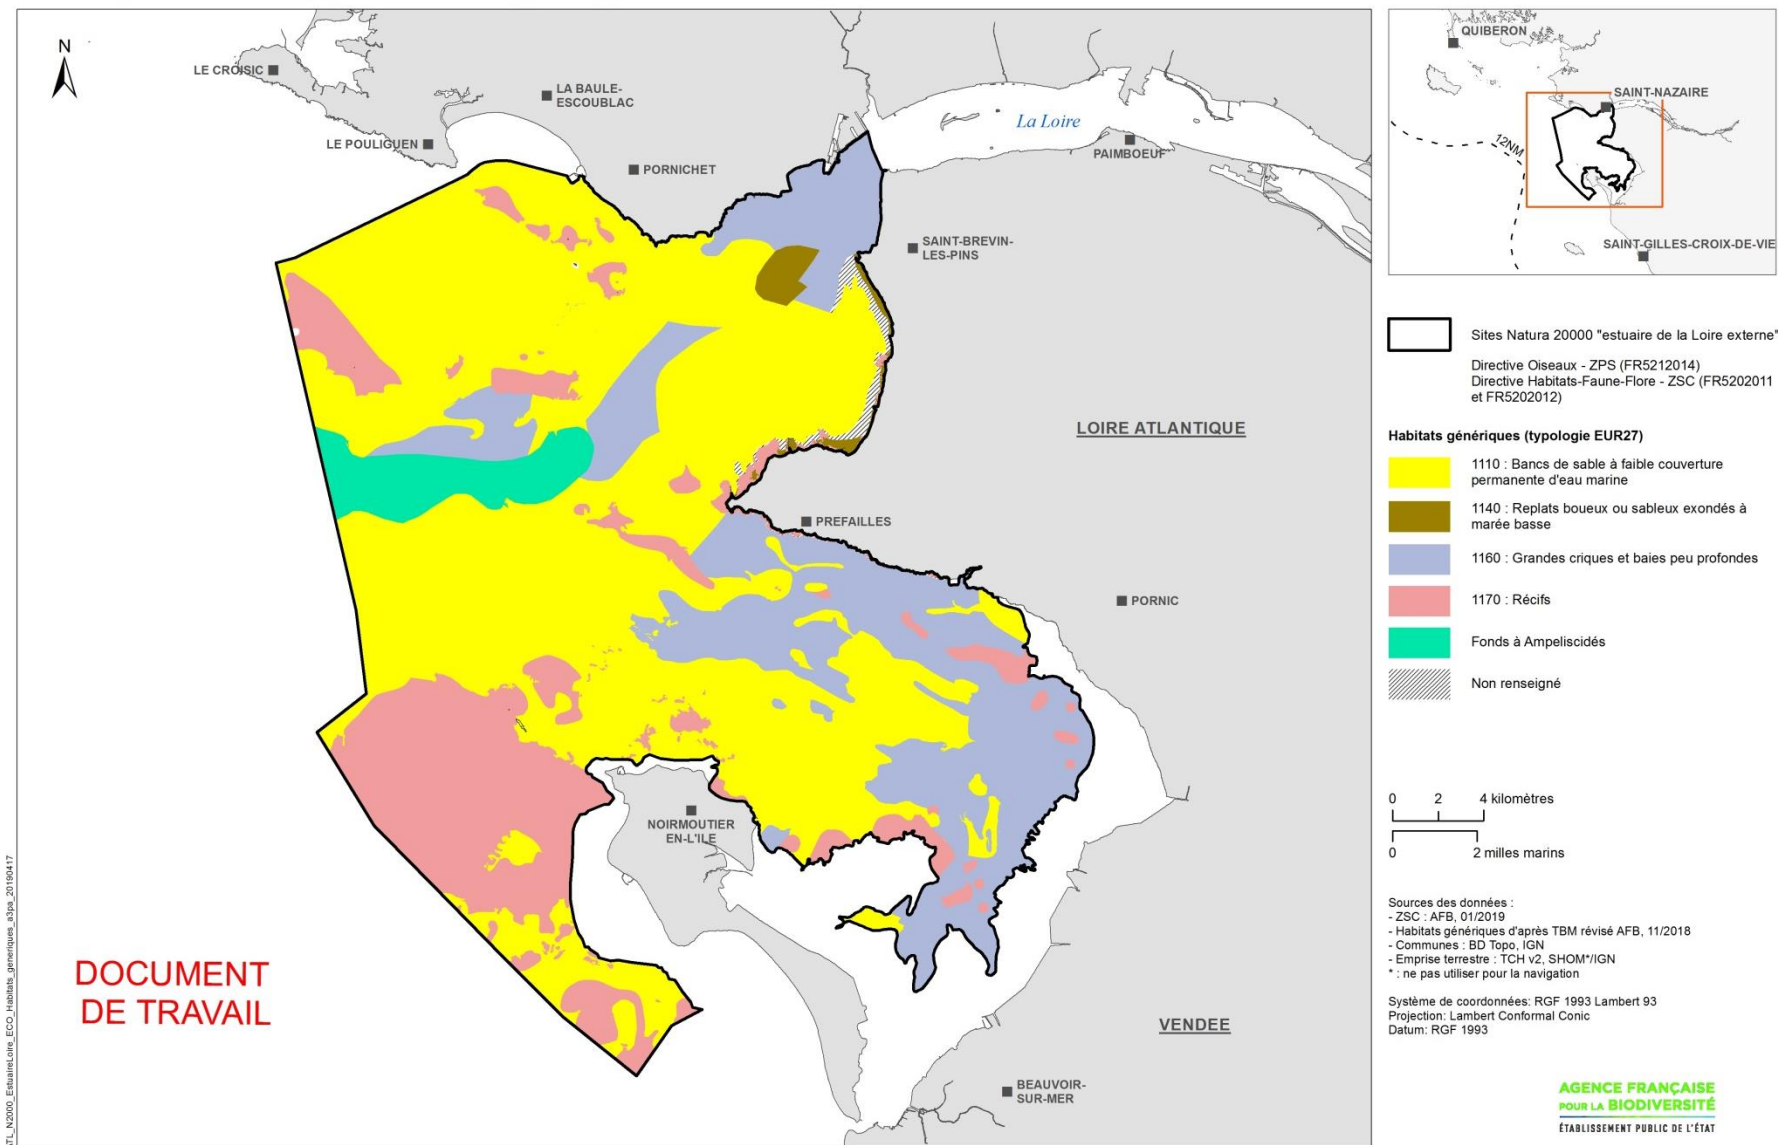 N
LE CROISIC
LA BAULE-
ESCOUBLAC
LE POULIGUEN
PORNICHET
La Loire
PAIMBOEUF
SAINT-BREVIN-
LES-PINS
LOIRE ATLANTIQUE
PREFAILLES
PORNIC
NOIRMOUTIER
EN-L'ILE
VENDEE
BEAUVOIR-
SUR-MER
DOCUMENT
DE TRAVAIL
QUIBERON
SAINT-NAZAIRE
12NM
SAINT-GILLES-CROIX-DE-VIE
Sites Natura 20000 "estuaire de la Loire externe"
Directive Oiseaux - ZPS (FR5212014)
Directive Habitats-Faune-Flore - ZSC (FR5202011
et FR5202012)
Habitats génériques (typologie EUR27)
1110 : Bancs de sable à faible couverture
permanente d'eau marine
1140 : Replats boueux ou sableux exondés à
marée basse
1160 : Grandes criques et baies peu profondes
1170 : Récifs
Fonds à Ampeliscidés
Non renseigné
0 2 4 kilomètres
0 2 milles marins
Sources des données :
- ZSC : AFB, 01/2019
- Habitats génériques d'après TBM révisé AFB, 11/2018
- Communes : BD Topo, IGN
- Emprise terrestre : TCH v2, SHOM*/IGN
* : ne pas utiliser pour la navigation
Système de coordonnées: RGF 1993 Lambert 93
Projection: Lambert Conformal Conic
Datum: RGF 1993
AGENCE FRANÇAISE
POUR LA BIODIVERSITÉ
ÉTABLISSEMENT PUBLIC DE L'ÉTAT